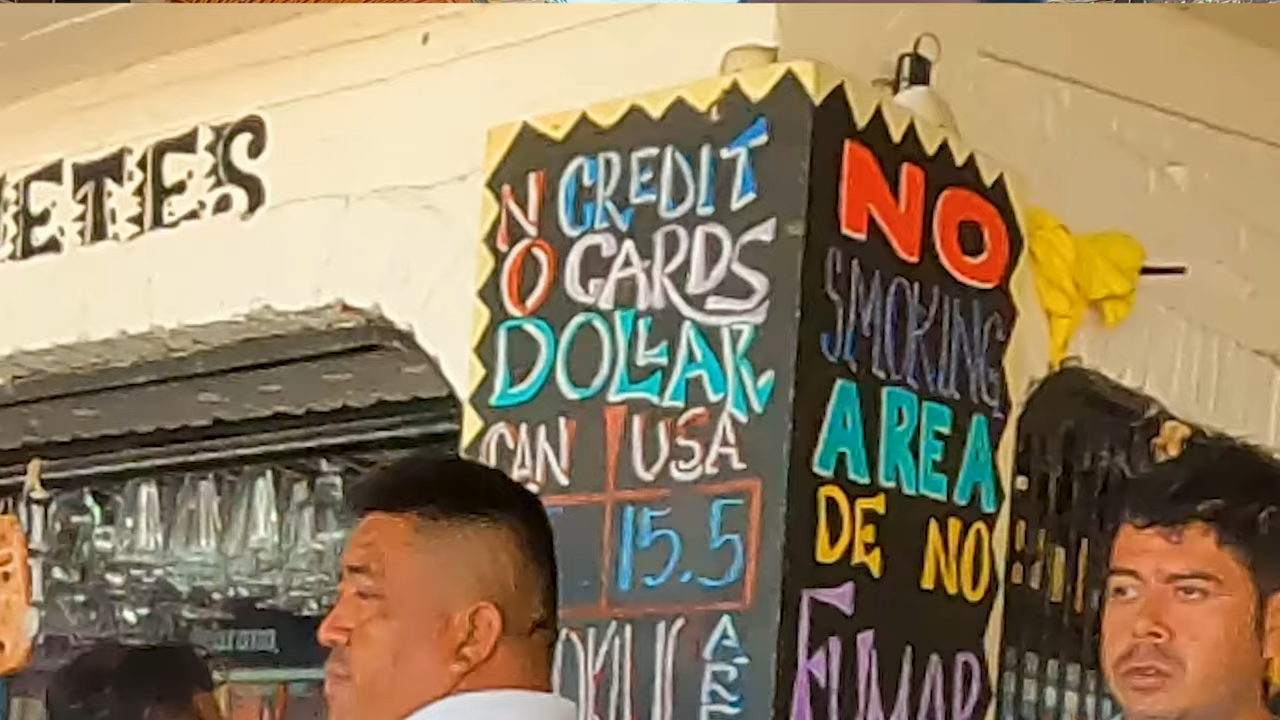 ETES
NO CREDIT
CARDS
DOLLAR
CAN USA
15.5
NO
SMOKING
AREA
DE NO
FUMAR